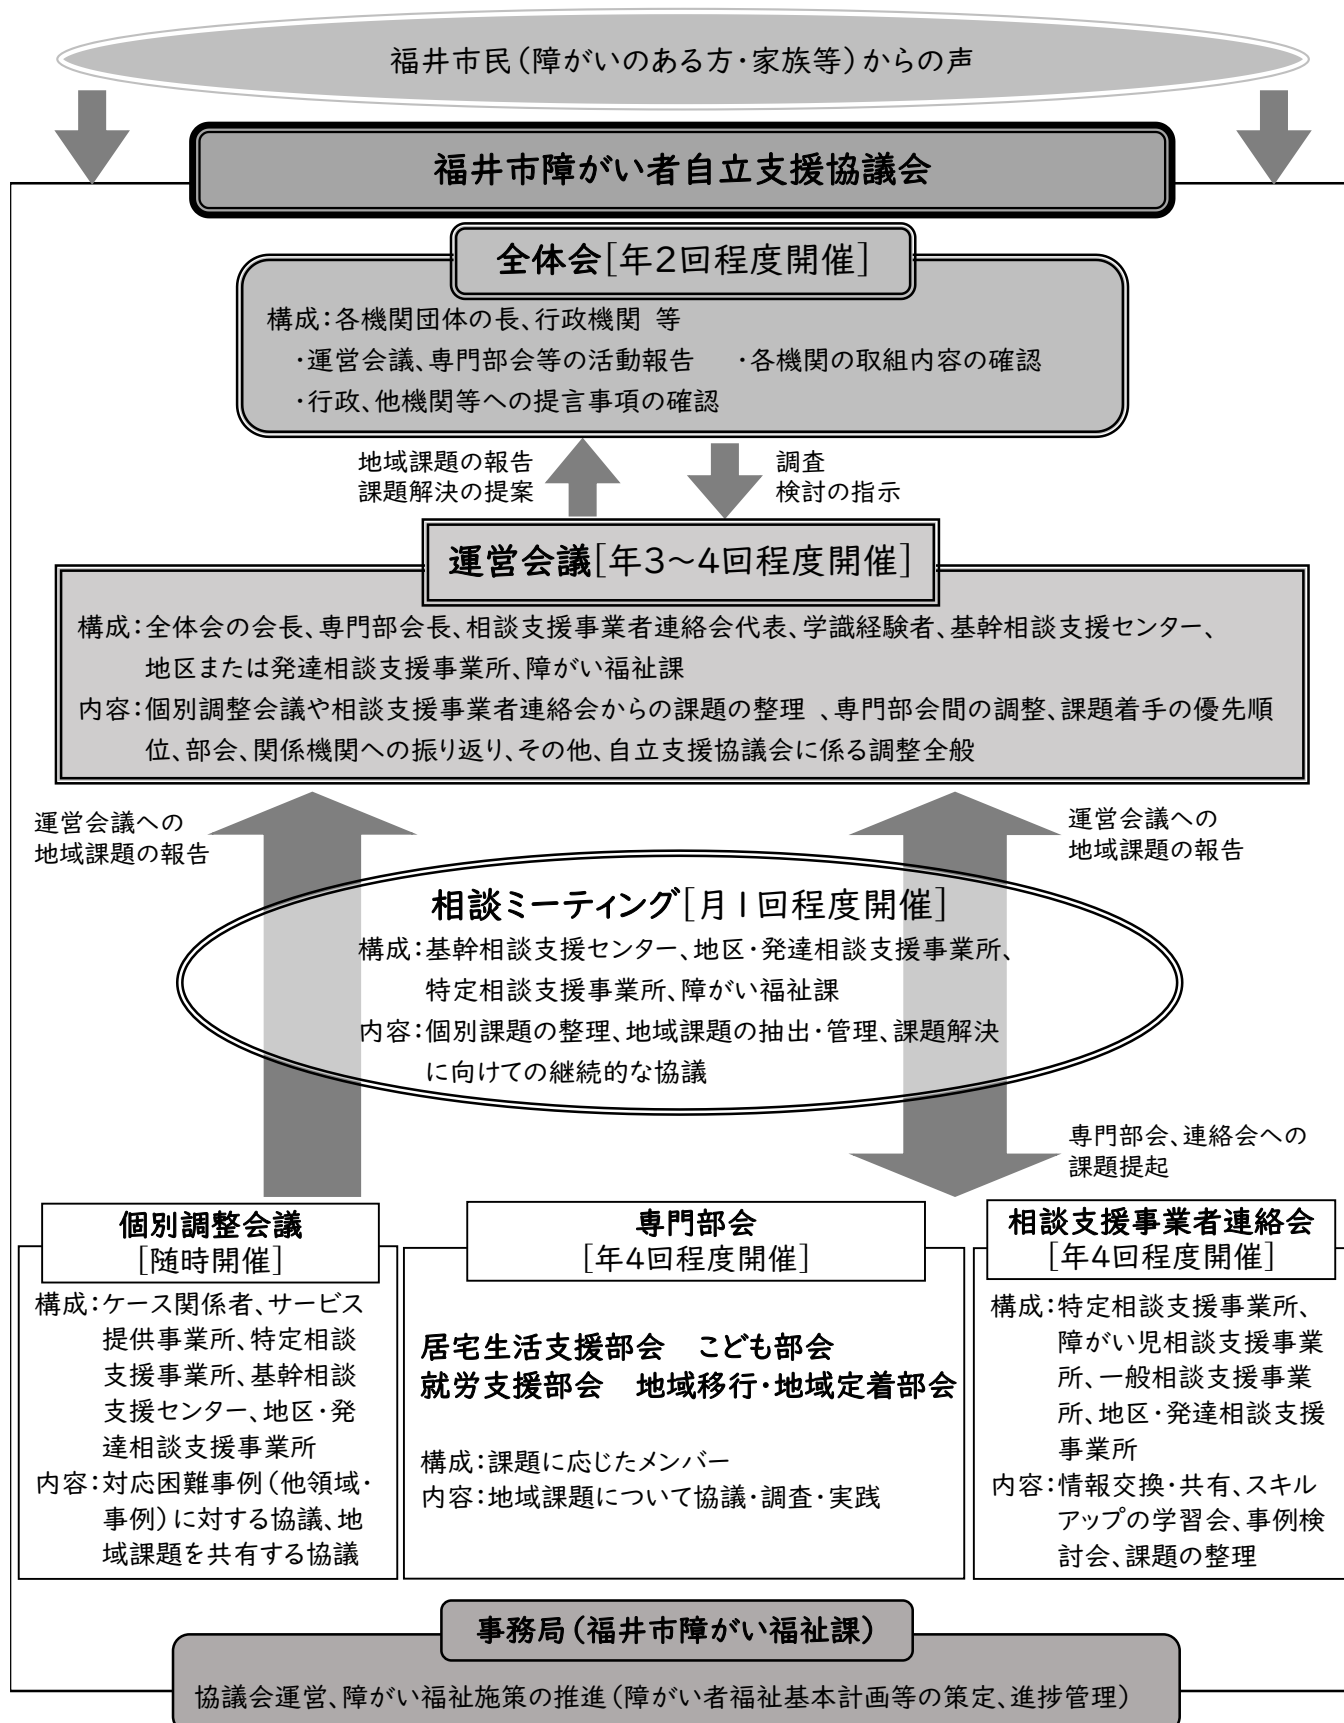 福井市民(障がいのある方・家族等)からの声
福井市障がい者自立支援協議会
全体会[年2回程度開催]
構成:各機関団体の長、行政機関 等
・運営会議、専門部会等の活動報告 ・各機関の取組内容の確認
・行政、他機関等への提言事項の確認
地域課題の報告
課題解決の提案
調査
検討の指示
運営会議[年3~4回程度開催]
構成:全体会の会長、専門部会長、相談支援事業者連絡会代表、学識経験者、基幹相談支援センター、
地区または発達相談支援事業所、障がい福祉課
内容:個別調整会議や相談支援事業者連絡会からの課題の整理 、専門部会間の調整、課題着手の優先順
位、部会、関係機関への振り返り、その他、自立支援協議会に係る調整全般
運営会議への
地域課題の報告
運営会議への
地域課題の報告
相談ミーティング[月1回程度開催]
構成:基幹相談支援センター、地区・発達相談支援事業所、
特定相談支援事業所、障がい福祉課
内容:個別課題の整理、地域課題の抽出・管理、課題解決
に向けての継続的な協議
専門部会、連絡会への
課題提起
個別調整会議
[随時開催]
構成:ケース関係者、サービス
提供事業所、特定相談
支援事業所、基幹相談
支援センター、地区・発
達相談支援事業所
内容:対応困難事例(他領域・
事例)に対する協議、地
域課題を共有する協議
専門部会
[年4回程度開催]
居宅生活支援部会 こども部会
就労支援部会 地域移行・地域定着部会
構成:課題に応じたメンバー
内容:地域課題について協議・調査・実践
相談支援事業者連絡会
[年4回程度開催]
構成:特定相談支援事業所、
障がい児相談支援事業
所、一般相談支援事業
所、地区・発達相談支援
事業所
内容:情報交換・共有、スキル
アップの学習会、事例検
討会、課題の整理
事務局(福井市障がい福祉課)
協議会運営、障がい福祉施策の推進(障がい者福祉基本計画等の策定、進捗管理)